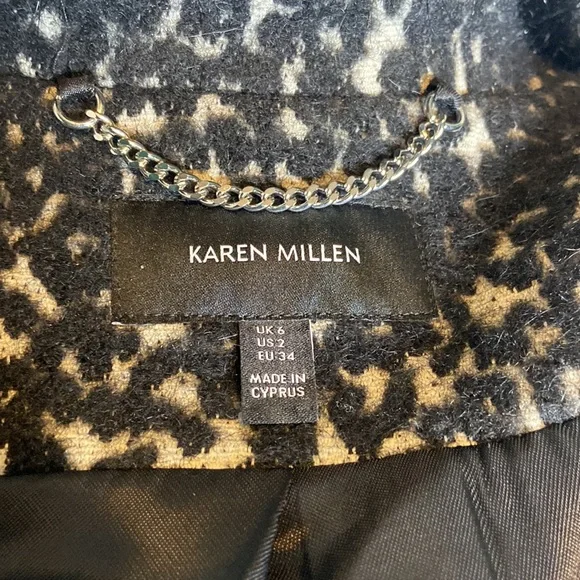 KAREN MILLEN
UK 6
US 2
EU 34
MADE IN
CYPRUS